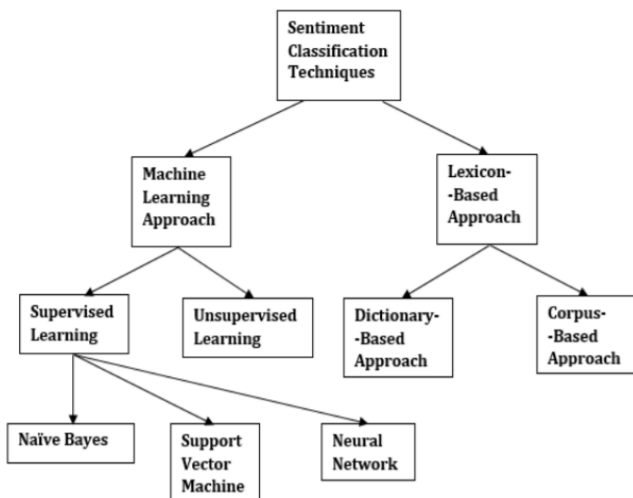 Sentiment
Classification
Techniques
Machine
Learning
Approach
Lexicon-
-Based
Approach
Supervised
Learning
Unsupervised
Learning
Dictionary-
-Based
Approach
Corpus-
-Based
Approach
Naïve Bayes
Support
Vector
Machine
Neural
Network